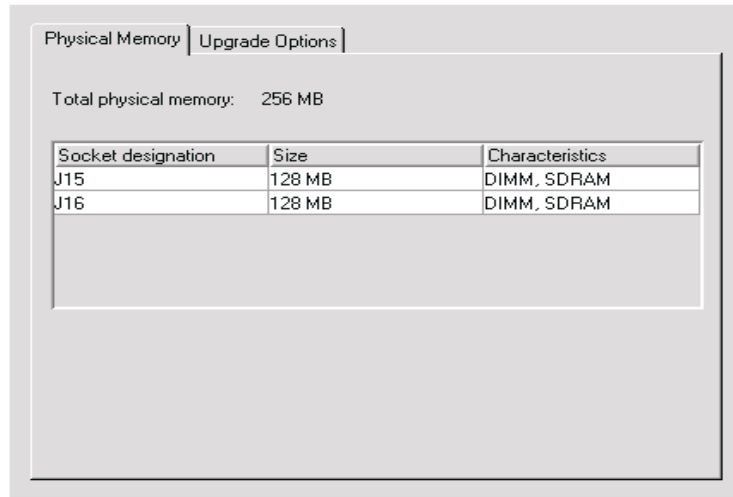 Physical Memory Upgrade Options
Total physical memory: 256 MB
Socket designation Size Characteristics
J15 128 MB DIMM, SDRAM
J16 128 MB DIMM, SDRAM